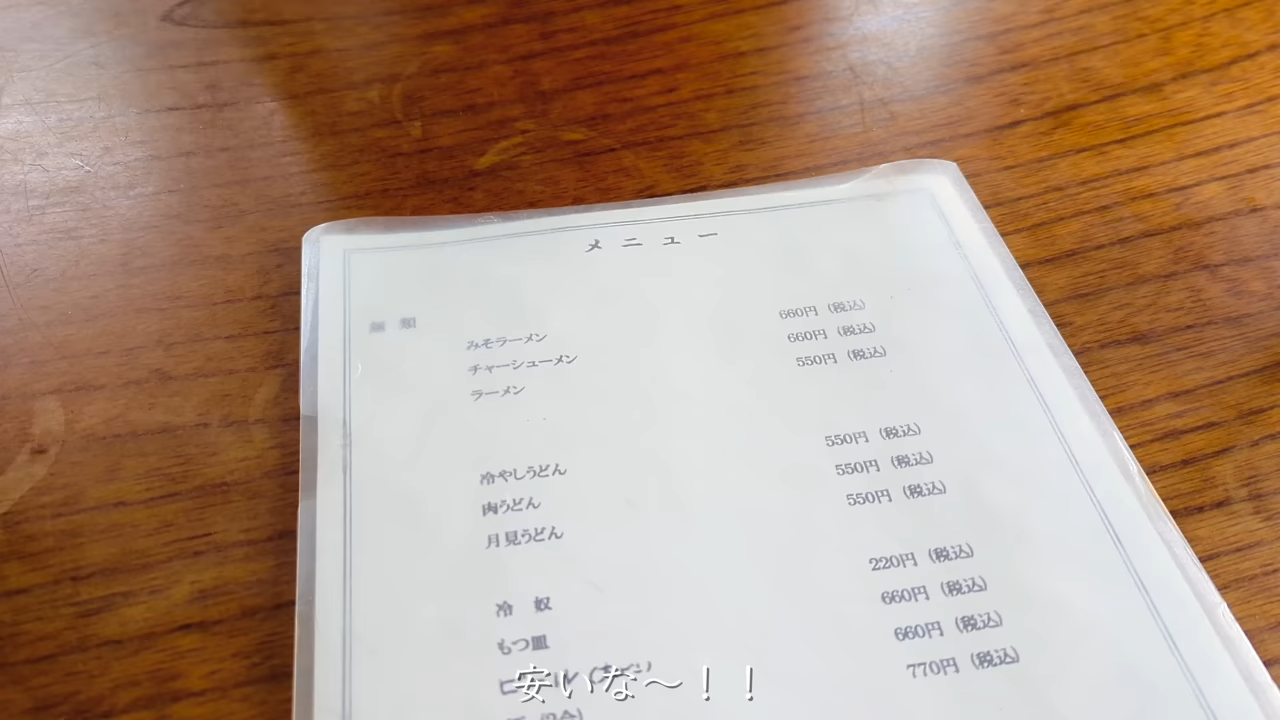 メニュー
麺類
みそラーメン 660円（税込）
チャーシューメン 660円（税込）
ラーメン 550円（税込）
冷やしうどん 550円（税込）
肉うどん 550円（税込）
月見うどん 550円（税込）
冷奴 220円（税込）
もつ皿 660円（税込）
660円（税込）
770円（税込）
安いな～！！